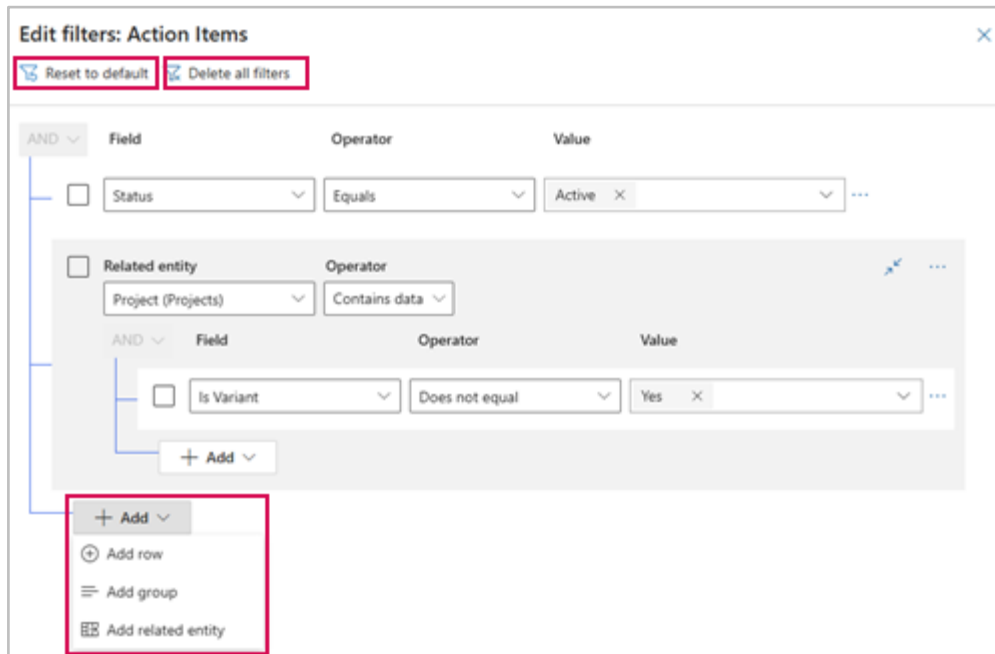 Edit filters: Action Items
Reset to default Delete all filters
AND Field Operator Value
Status Equals Active
Related entity Operator
Project (Projects) Contains data
AND Field Operator Value
Is Variant Does not equal Yes
Add
Add
Add row
Add group
Add related entity